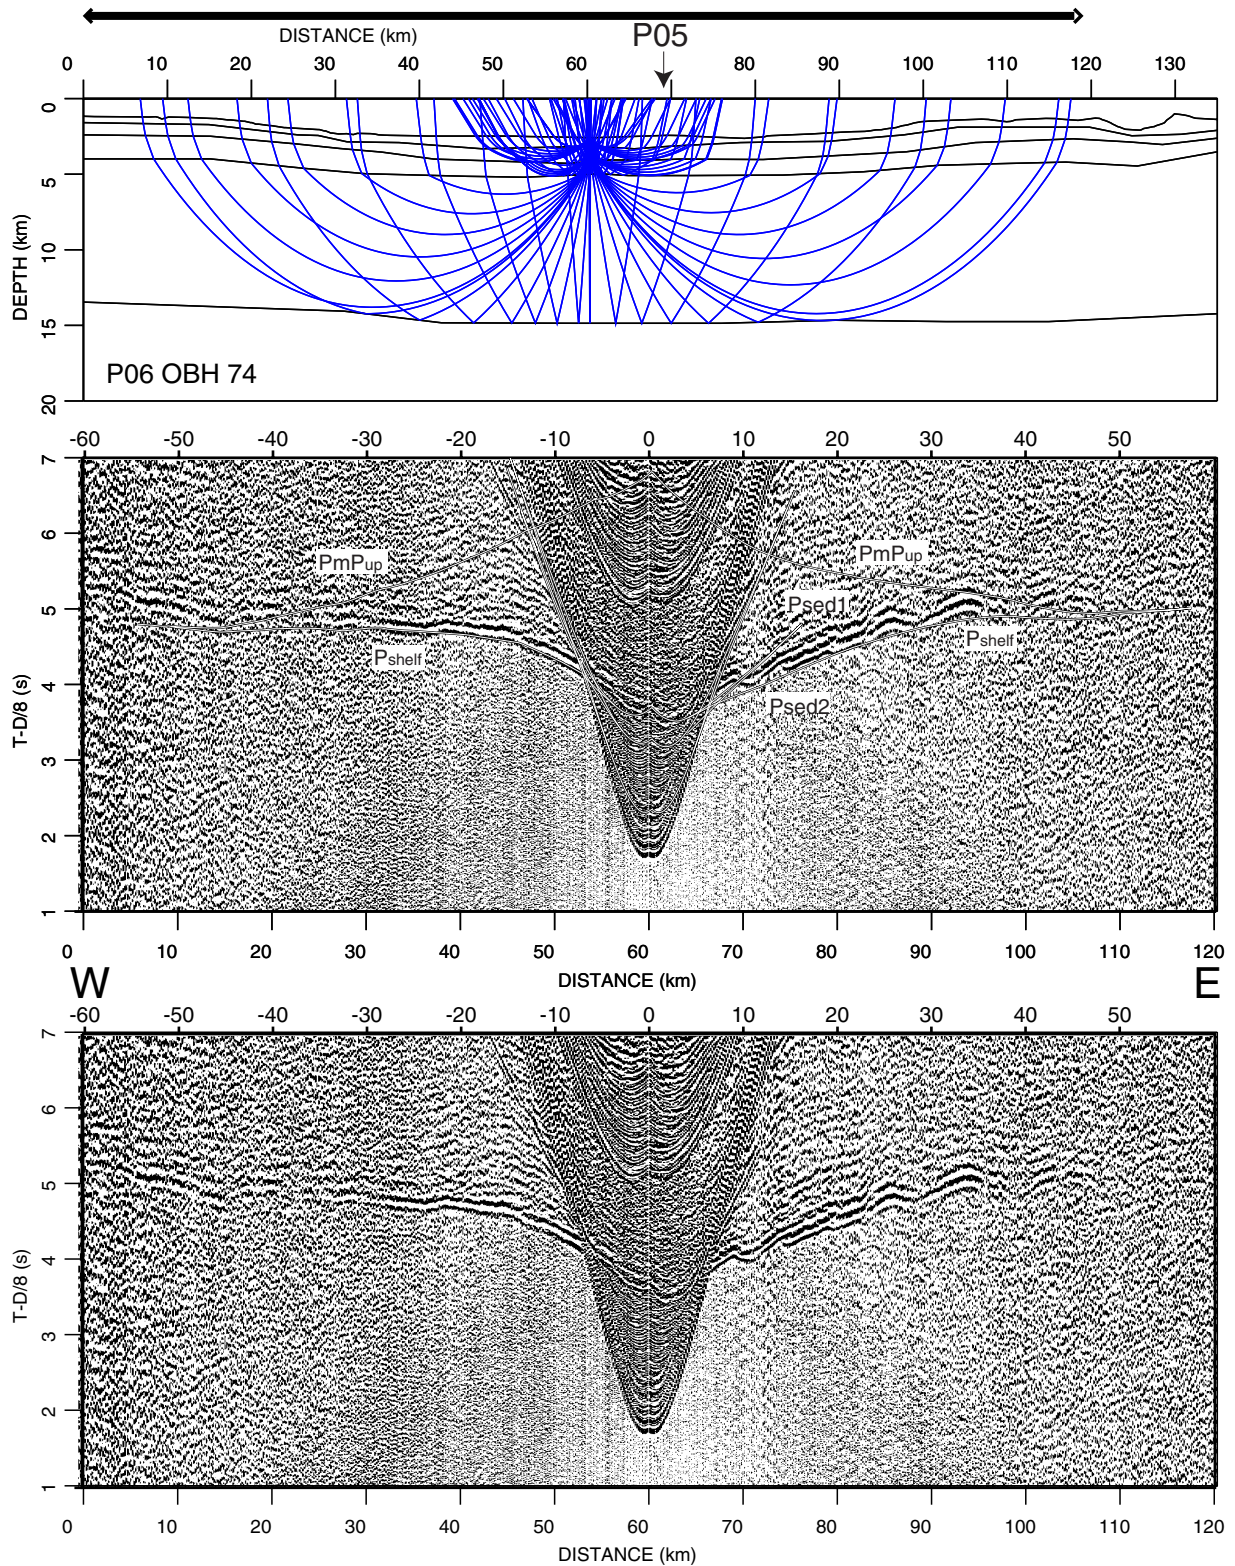 DISTANCE (km)
P05
0 10 20 30 40 50 60 80 90 100 110 120 130
DEPTH (km)
0
5
10
15
20
P06 OBH 74
-60 -50 -40 -30 -20 -10 0 10 20 30 40 50
T-D/8 (s)
7
6
5
4
3
2
1
PmPup
PmPup
Psed1
Pshelf
Pshelf
Psed2
0 10 20 30 40 50 60 70 80 90 100 110 120
DISTANCE (km)
W
E
-60 -50 -40 -30 -20 -10 0 10 20 30 40 50
T-D/8 (s)
7
6
5
4
3
2
1
0 10 20 30 40 50 60 70 80 90 100 110 120
DISTANCE (km)